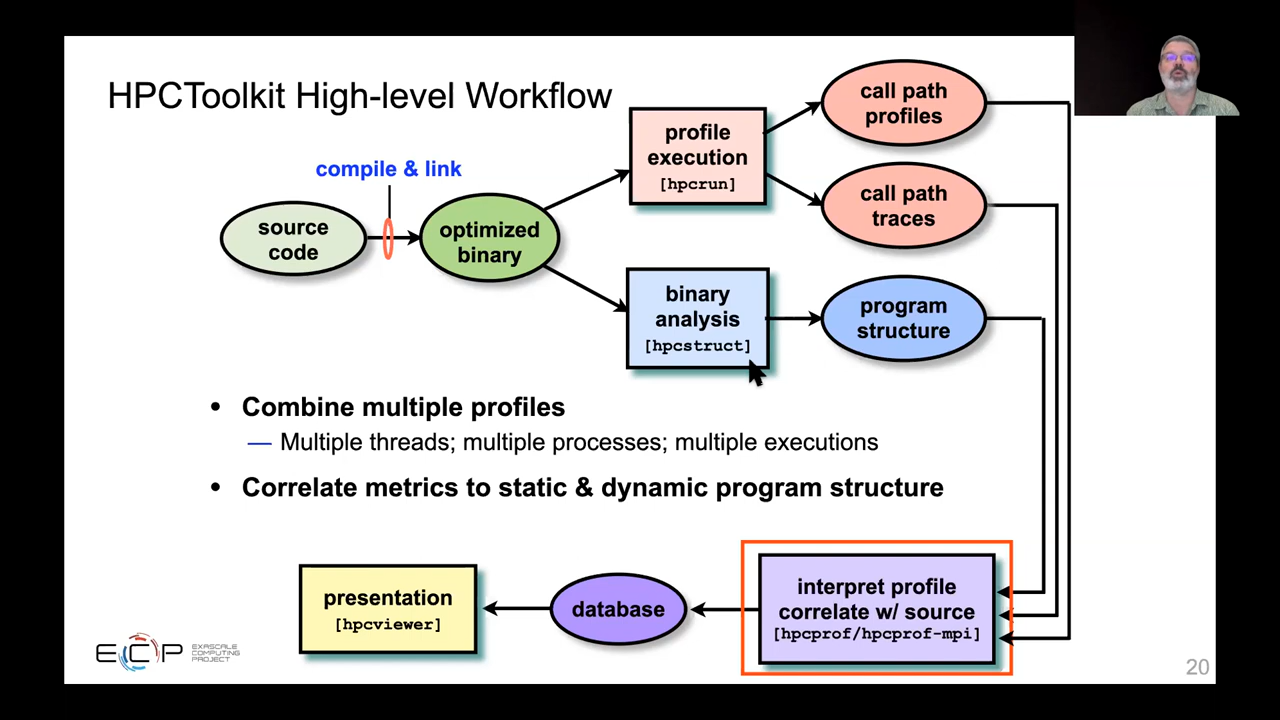 HPCToolkit High-level Workflow
compile & link
source
code
optimized
binary
profile
execution
[hpcrun]
call path
profiles
call path
traces
binary
analysis
[hpcstruct]
program
structure
• Combine multiple profiles
— Multiple threads; multiple processes; multiple executions
• Correlate metrics to static & dynamic program structure
presentation
[hpcviewer]
database
interpret profile
correlate w/ source
[hpcprof/hpcprof-mpi]
ECP
EXASCALE
COMPUTING
PROJECT
20